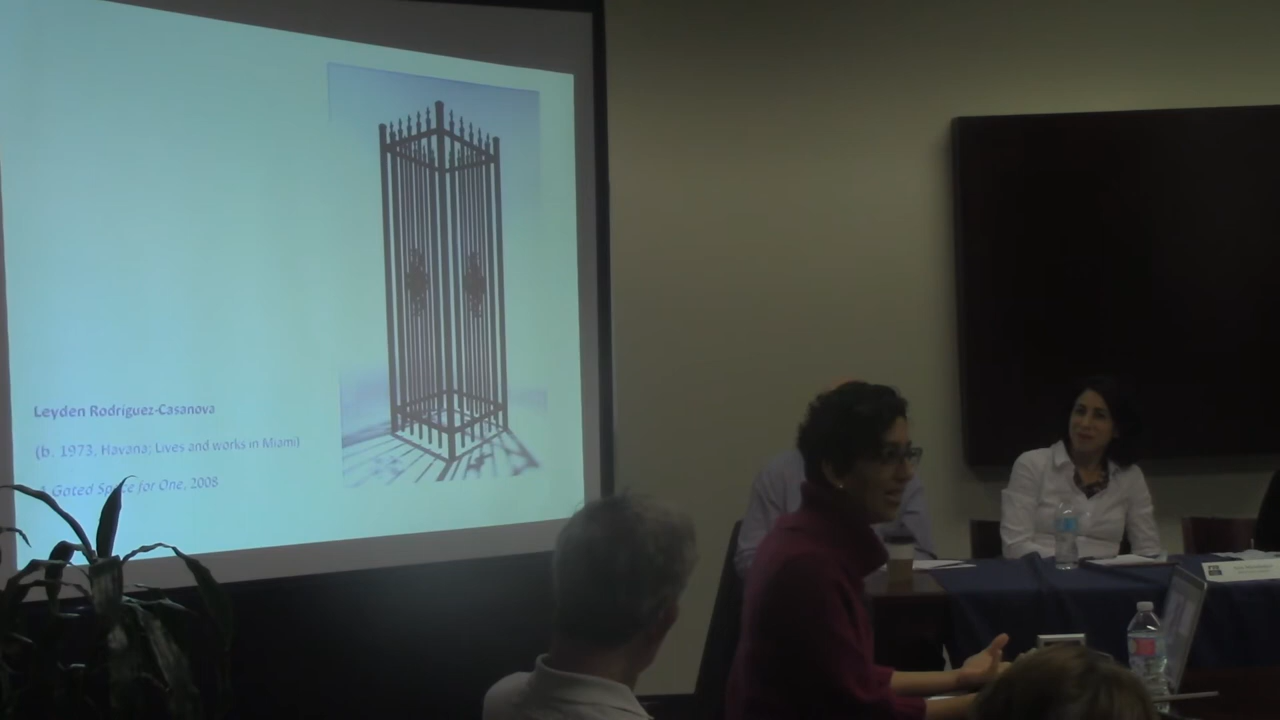 Leyden Rodríguez-Casanova
(b. 1973, Havana; Lives and works in Miami)
A Gated Space for One, 2008